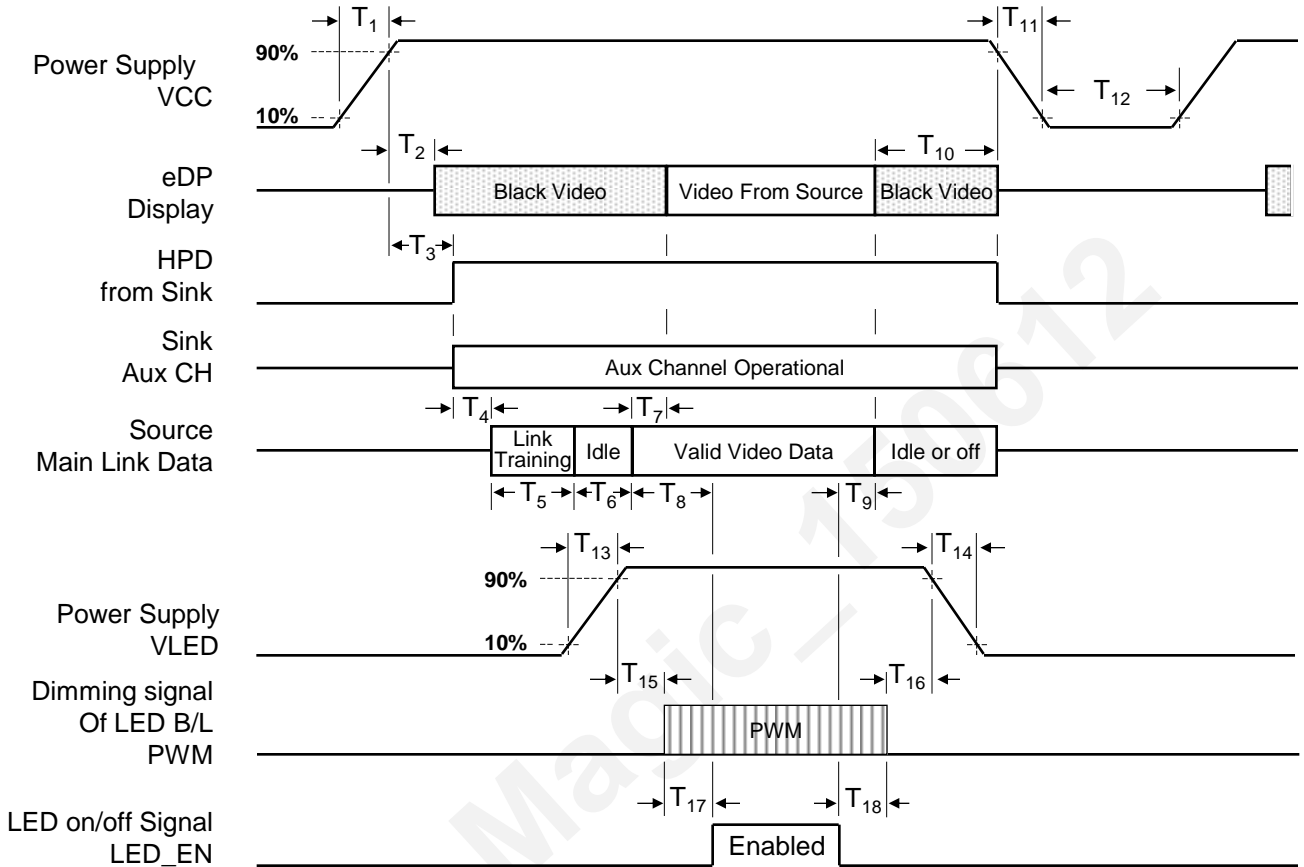 T1
T11
90%
Power Supply
VCC
10%
T12
T2
T10
eDP
Display
Black Video
Video From Source
Black Video
T3
HPD
from Sink
Sink
Aux CH
Aux Channel Operational
T4
T7
Source
Main Link Data
Link
Training
Idle
Valid Video Data
Idle or off
T5
T6
T8
T9
T13
T14
90%
Power Supply
VLED
10%
T15
T16
Dimming signal
Of LED B/L
PWM
PWM
T17
T18
LED on/off Signal
LED_EN
Enabled
Magic_150612